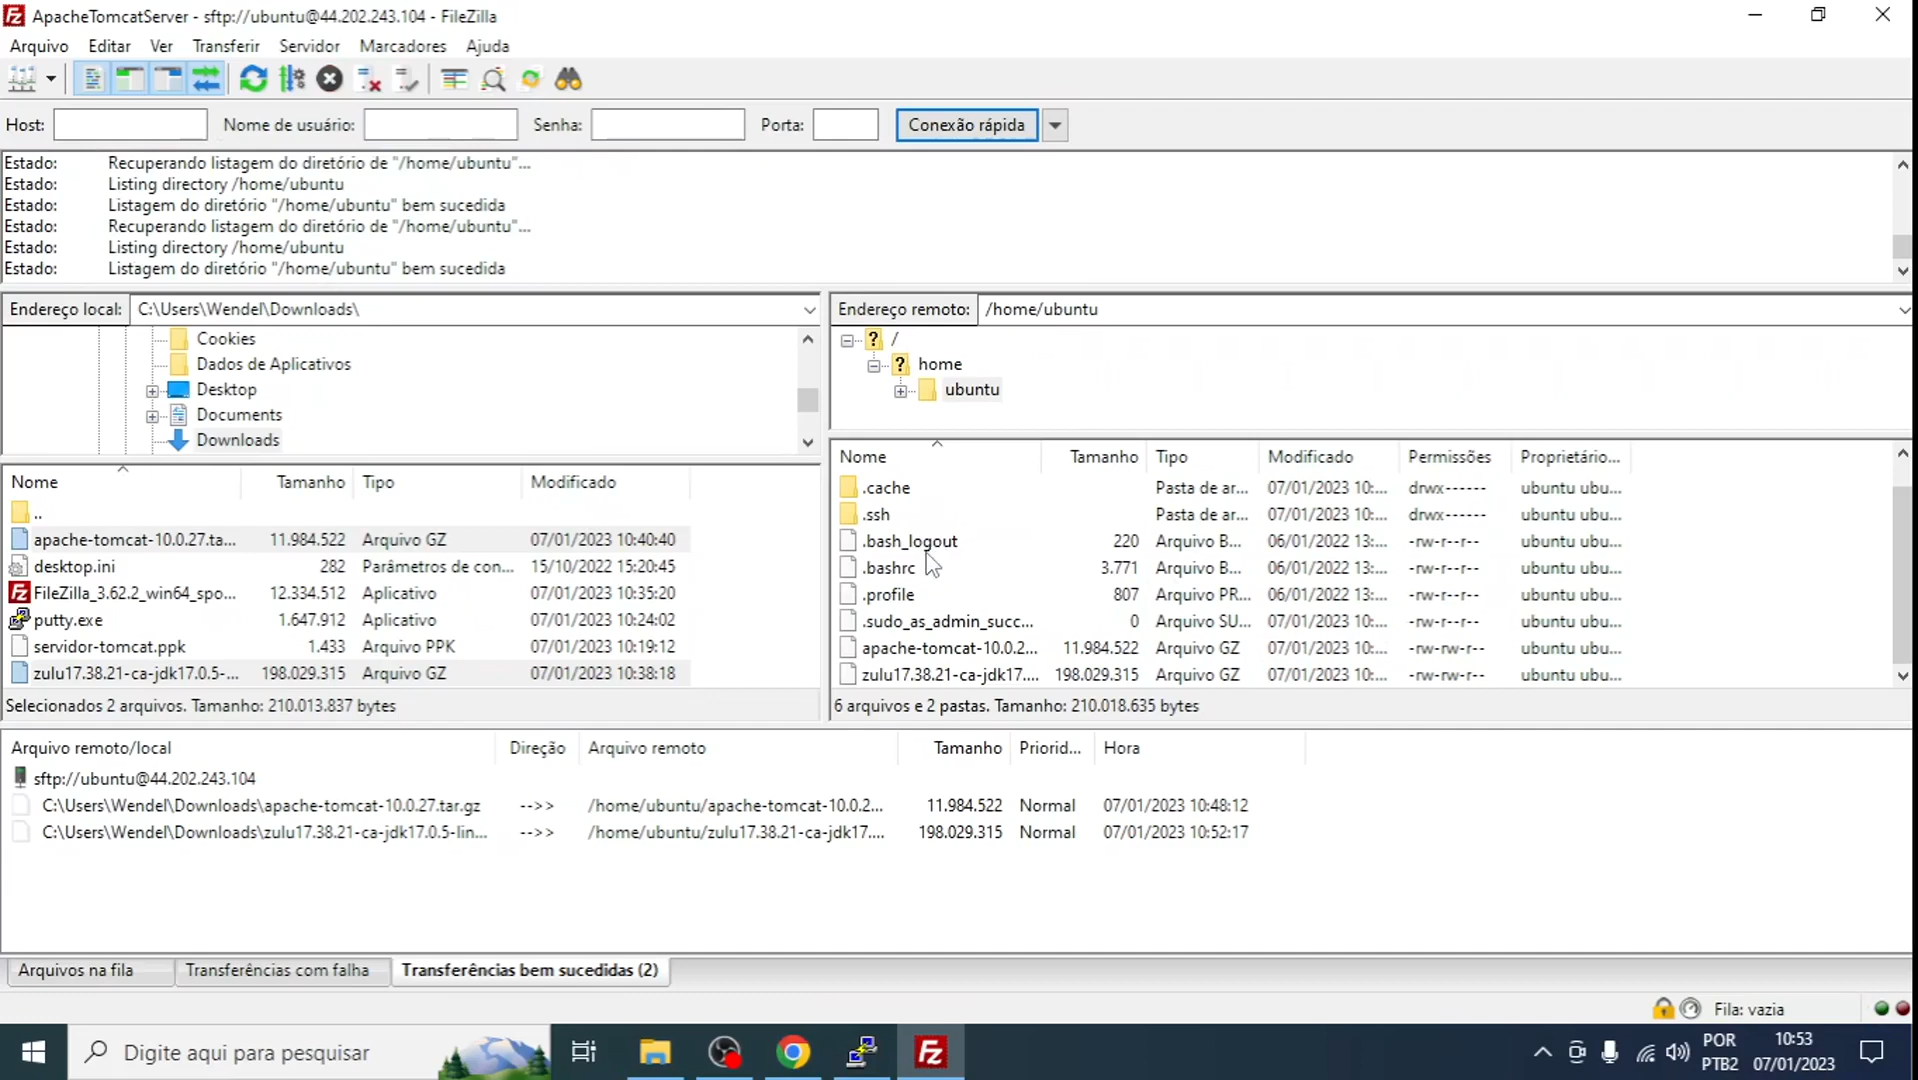 ApacheTomcatServer - sftp://ubuntu@44.202.243.104 - FileZilla
Arquivo Editar Ver Transferir Servidor Marcadores Ajuda
Host: Nome de usuário: Senha: Porta: Conexão rápida
Estado: Recuperando listagem do diretório de "/home/ubuntu"...
Estado: Listing directory /home/ubuntu
Estado: Listagem do diretório "/home/ubuntu" bem sucedida
Estado: Recuperando listagem do diretório de "/home/ubuntu"...
Estado: Listing directory /home/ubuntu
Estado: Listagem do diretório "/home/ubuntu" bem sucedida
Endereço local: C:\Users\Wendel\Downloads\
Cookies
Dados de Aplicativos
Desktop
Documents
Downloads
Nome Tamanho Tipo Modificado
..
apache-tomcat-10.0.27.ta... 11.984.522 Arquivo GZ 07/01/2023 10:40:40
desktop.ini 282 Parâmetros de con... 15/10/2022 15:20:45
FileZilla_3.62.2_win64_spo... 12.334.512 Aplicativo 07/01/2023 10:35:20
putty.exe 1.647.912 Aplicativo 07/01/2023 10:24:02
servidor-tomcat.ppk 1.433 Arquivo PPK 07/01/2023 10:19:12
zulu17.38.21-ca-jdk17.0.5-... 198.029.315 Arquivo GZ 07/01/2023 10:38:18
Selecionados 2 arquivos. Tamanho: 210.013.837 bytes
Endereço remoto: /home/ubuntu
/
home
ubuntu
Nome Tamanho Tipo Modificado Permissões Proprietário...
.cache Pasta de ar... 07/01/2023 10:... drwx------ ubuntu ubu...
.ssh Pasta de ar... 07/01/2023 10:... drwx------ ubuntu ubu...
.bash_logout 220 Arquivo B... 06/01/2022 13:... -rw-r--r-- ubuntu ubu...
.bashrc 3.771 Arquivo B... 06/01/2022 13:... -rw-r--r-- ubuntu ubu...
.profile 807 Arquivo PR... 06/01/2022 13:... -rw-r--r-- ubuntu ubu...
.sudo_as_admin_succ... 0 Arquivo SU... 07/01/2023 10:... -rw-r--r-- ubuntu ubu...
apache-tomcat-10.0.2... 11.984.522 Arquivo GZ 07/01/2023 10:... -rw-rw-r-- ubuntu ubu...
zulu17.38.21-ca-jdk17.... 198.029.315 Arquivo GZ 07/01/2023 10:... -rw-rw-r-- ubuntu ubu...
6 arquivos e 2 pastas. Tamanho: 210.018.635 bytes
Arquivo remoto/local Direção Arquivo remoto Tamanho Priorid... Hora
sftp://ubuntu@44.202.243.104
C:\Users\Wendel\Downloads\apache-tomcat-10.0.27.tar.gz -->> /home/ubuntu/apache-tomcat-10.0.2... 11.984.522 Normal 07/01/2023 10:48:12
C:\Users\Wendel\Downloads\zulu17.38.21-ca-jdk17.0.5-lin... -->> /home/ubuntu/zulu17.38.21-ca-jdk17.... 198.029.315 Normal 07/01/2023 10:52:17
Arquivos na fila Transferências com falha Transferências bem sucedidas (2)
Fila: vazia
Digite aqui para pesquisar
POR
PTB2
10:53
07/01/2023